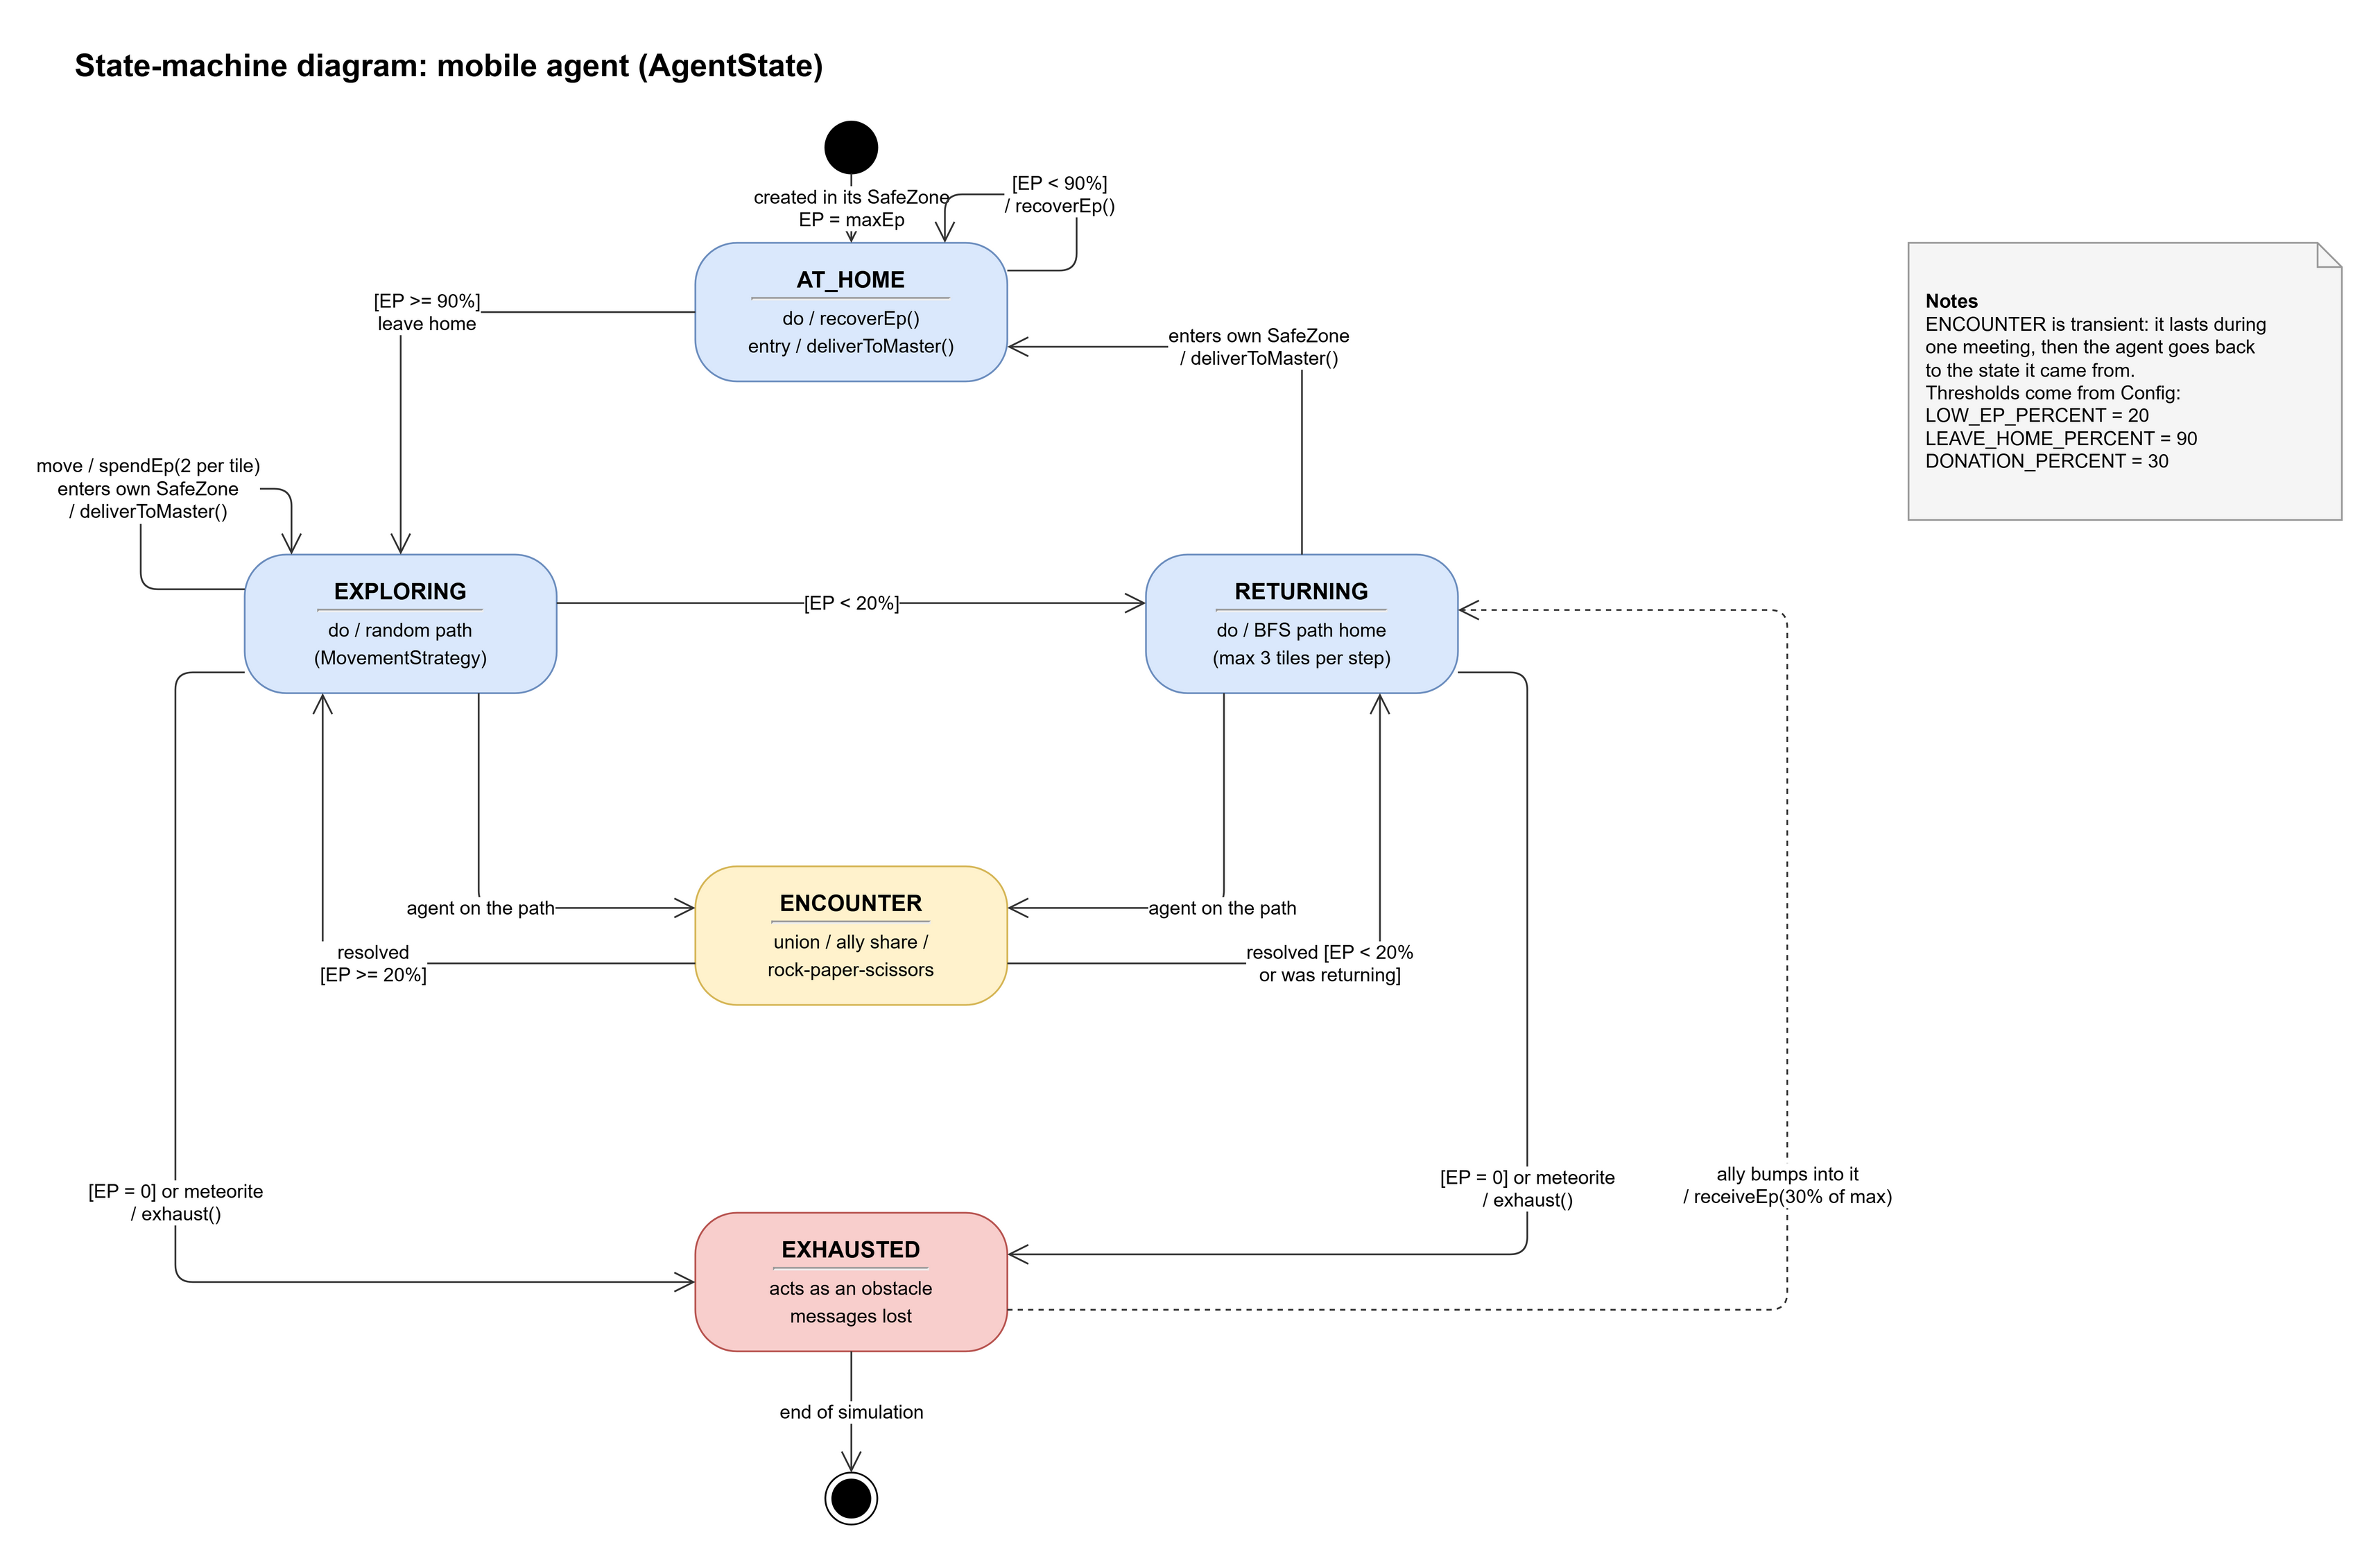 State-machine diagram: mobile agent (AgentState)
created in its SafeZone
EP = maxEp
[EP < 90%]
/ recoverEp()
AT_HOME
do / recoverEp()
entry / deliverToMaster()
[EP >= 90%]
leave home
enters own SafeZone
/ deliverToMaster()
Notes
ENCOUNTER is transient: it lasts during
one meeting, then the agent goes back
to the state it came from.
Thresholds come from Config:
LOW_EP_PERCENT = 20
LEAVE_HOME_PERCENT = 90
DONATION_PERCENT = 30
move / spendEp(2 per tile)
enters own SafeZone
/ deliverToMaster()
EXPLORING
do / random path
(MovementStrategy)
[EP < 20%]
RETURNING
do / BFS path home
(max 3 tiles per step)
agent on the path
ENCOUNTER
union / ally share /
rock-paper-scissors
agent on the path
resolved
[EP >= 20%]
resolved [EP < 20%
or was returning]
[EP = 0] or meteorite
/ exhaust()
[EP = 0] or meteorite
/ exhaust()
ally bumps into it
/ receiveEp(30% of max)
EXHAUSTED
acts as an obstacle
messages lost
end of simulation